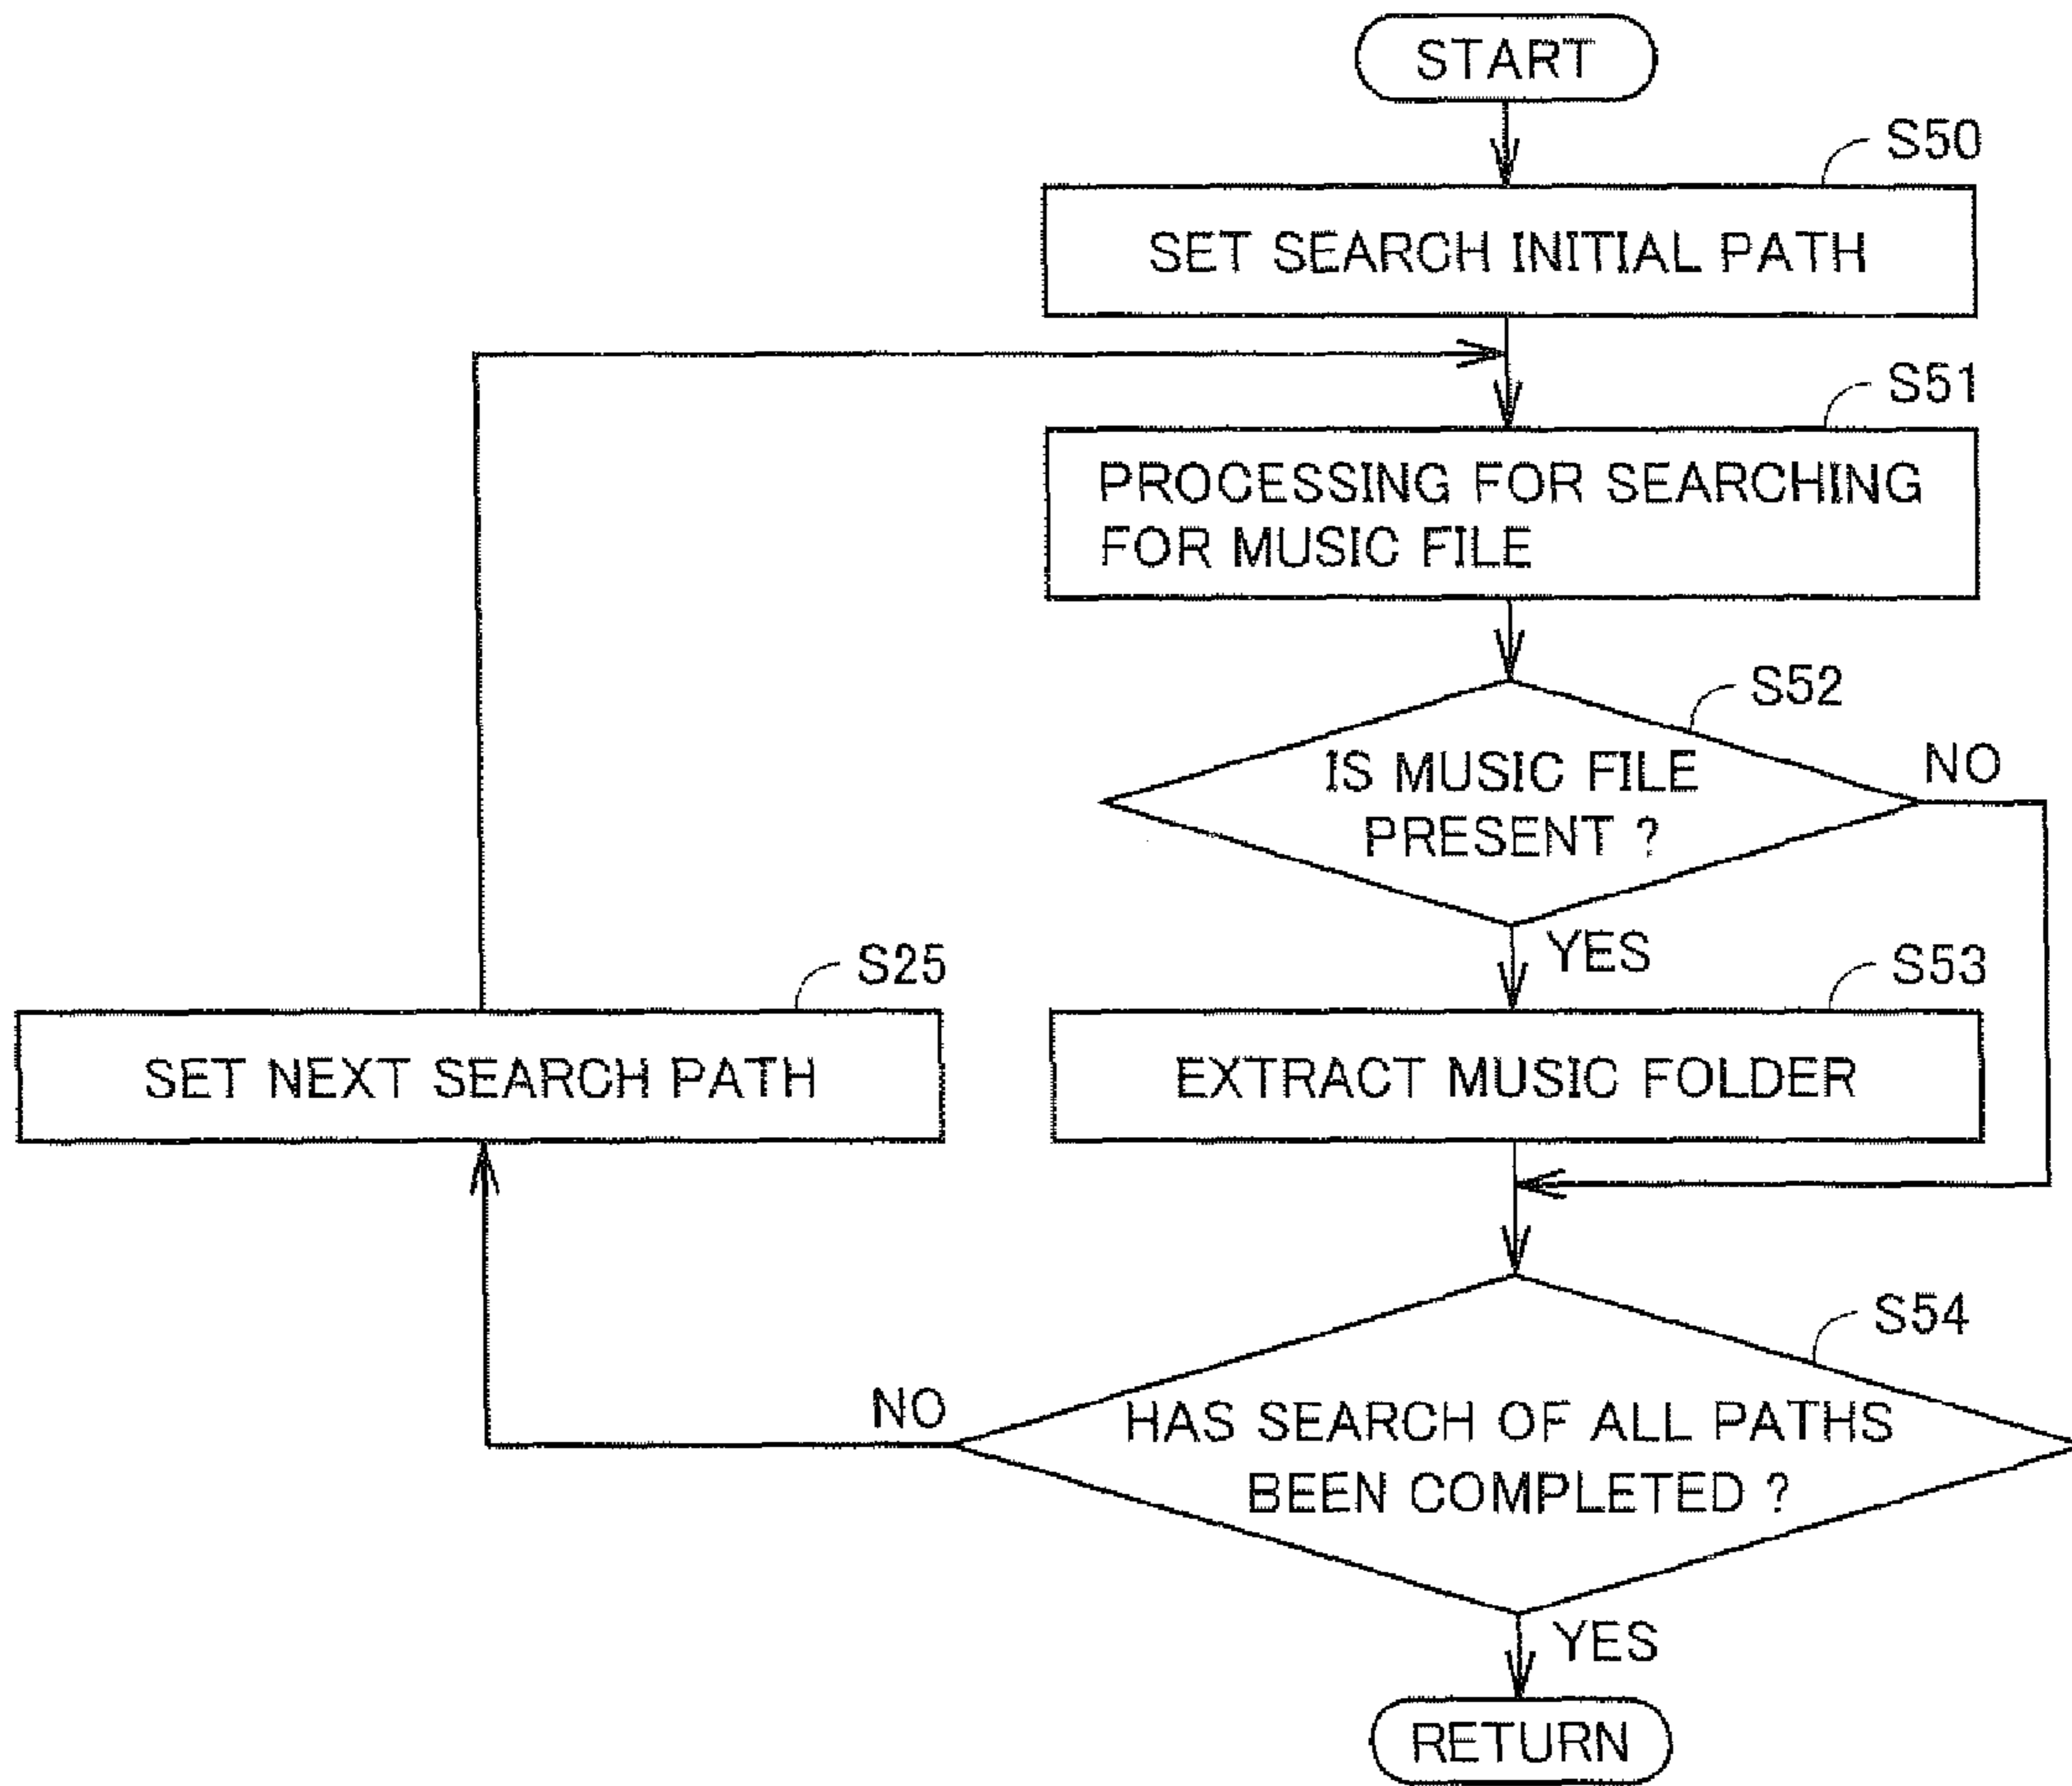 START
S50
SET SEARCH INITIAL PATH
S51
PROCESSING FOR SEARCHING
FOR MUSIC FILE
S52
IS MUSIC FILE
PRESENT ?
NO
YES
S53
EXTRACT MUSIC FOLDER
S25
SET NEXT SEARCH PATH
S54
HAS SEARCH OF ALL PATHS
BEEN COMPLETED ?
NO
YES
RETURN